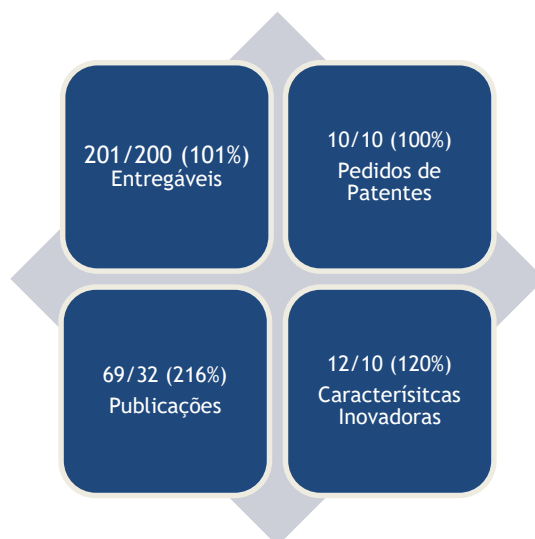 201/200 (101%)
Entregáveis
10/10 (100%)
Pedidos de
Patentes
69/32 (216%)
Publicações
12/10 (120%)
Caracterísitcas
Inovadoras